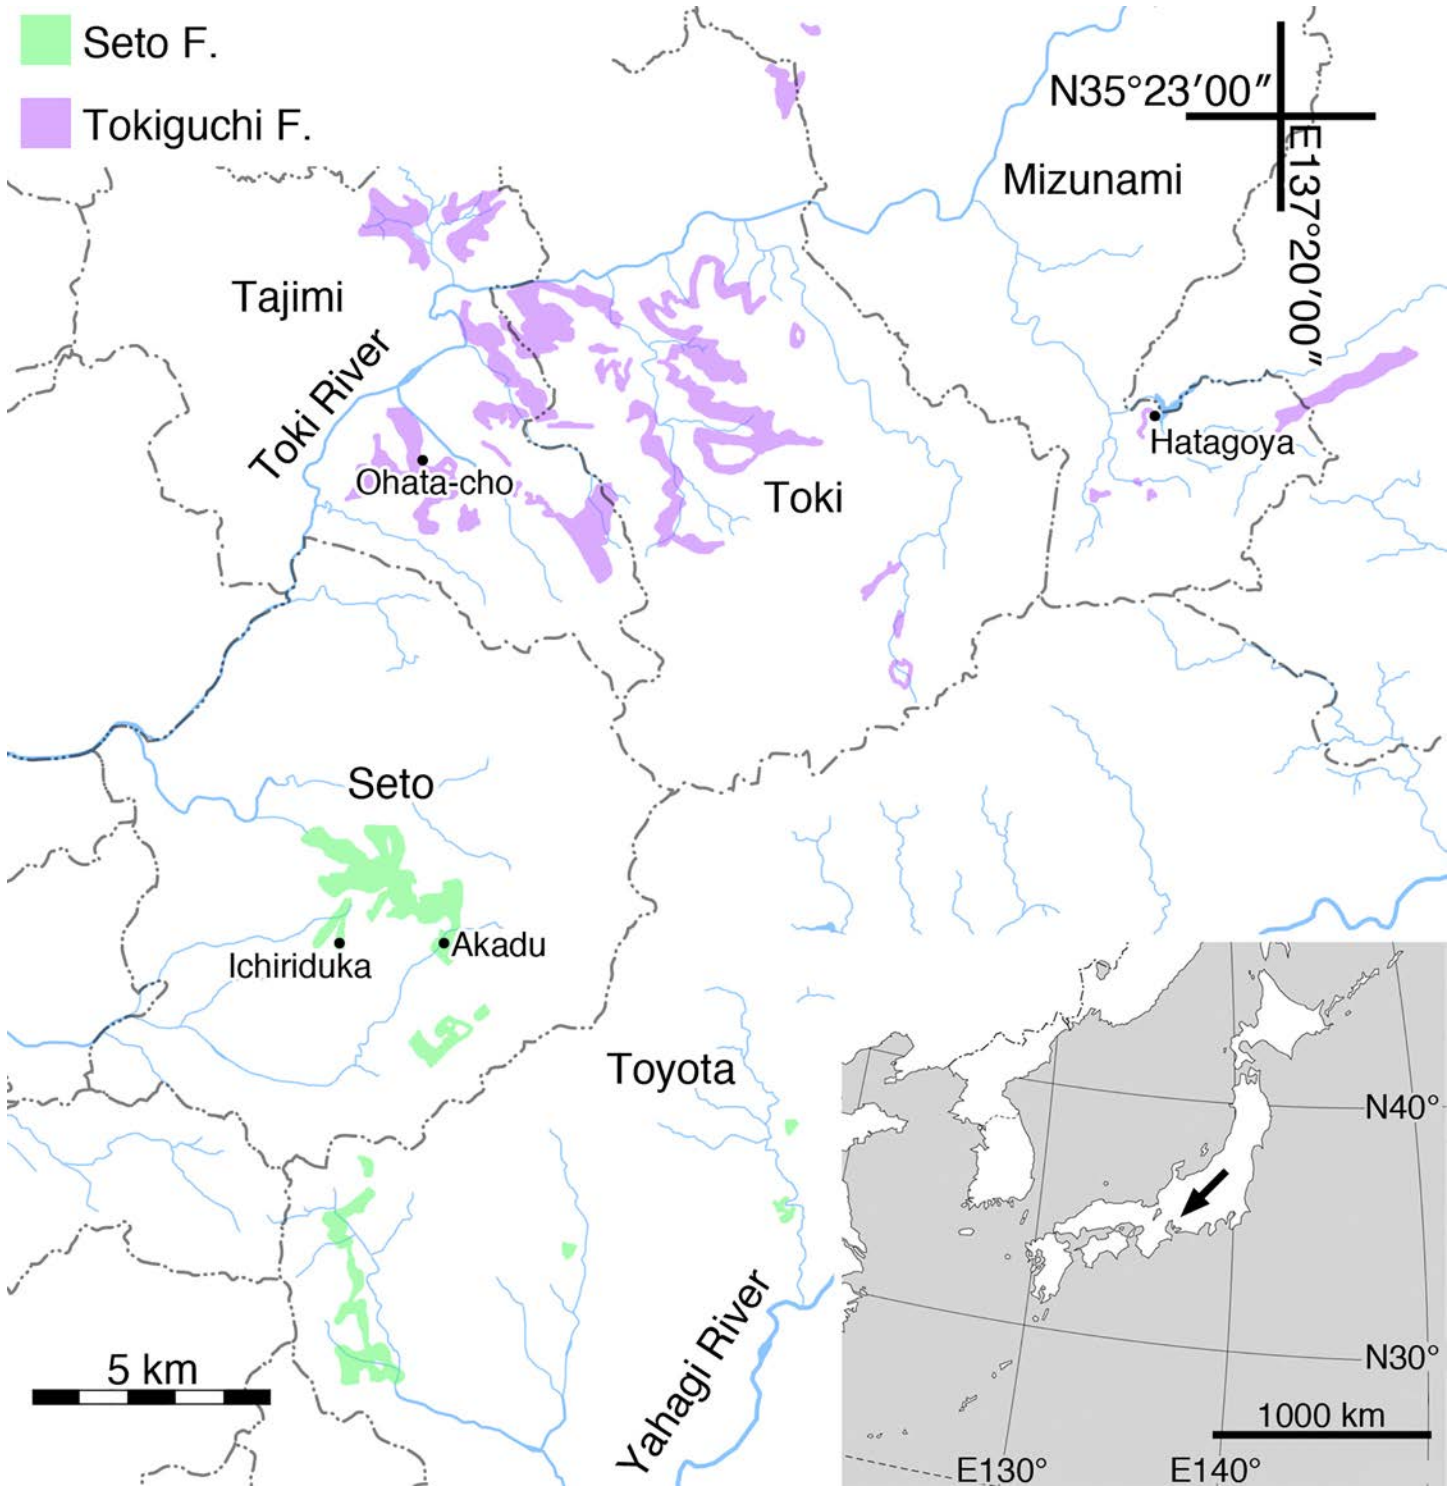 Seto F.
Tokiguchi F.
N35°23′00″
E137°20′00″
Mizunami
Tajimi
Toki River
Hatagoya
Ohata-cho
Toki
Seto
Akadu
Ichiriduka
Toyota
N40°
Yahagi River
5 km
N30°
1000 km
E130°
E140°